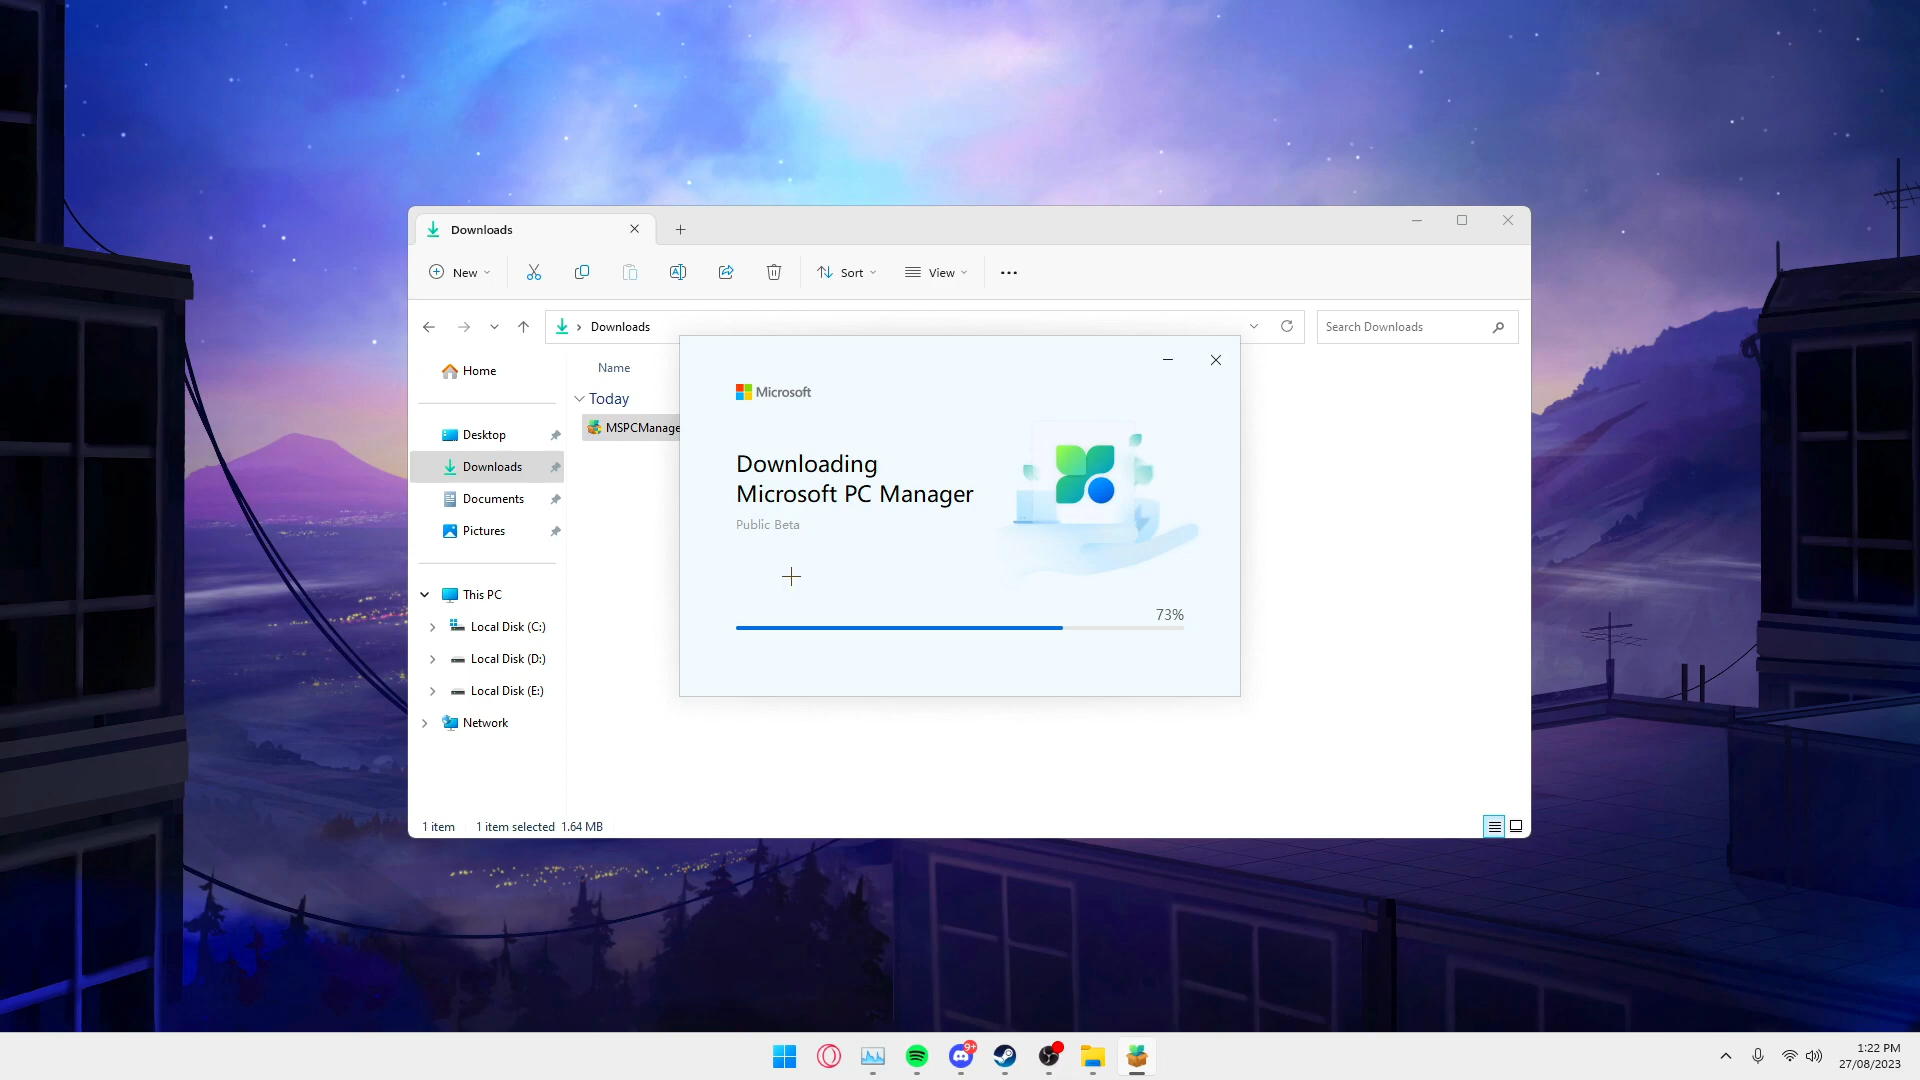 Downloads
New
Sort
View
Downloads
Search Downloads
Home
Desktop
Downloads
Documents
Pictures
This PC
Local Disk (C:)
Local Disk (D:)
Local Disk (E:)
Network
Name
Today
MSPCManage
Microsoft
Downloading
Microsoft PC Manager
Public Beta
73%
1 item 1 item selected 1.64 MB
9+
1:22 PM
27/08/2023